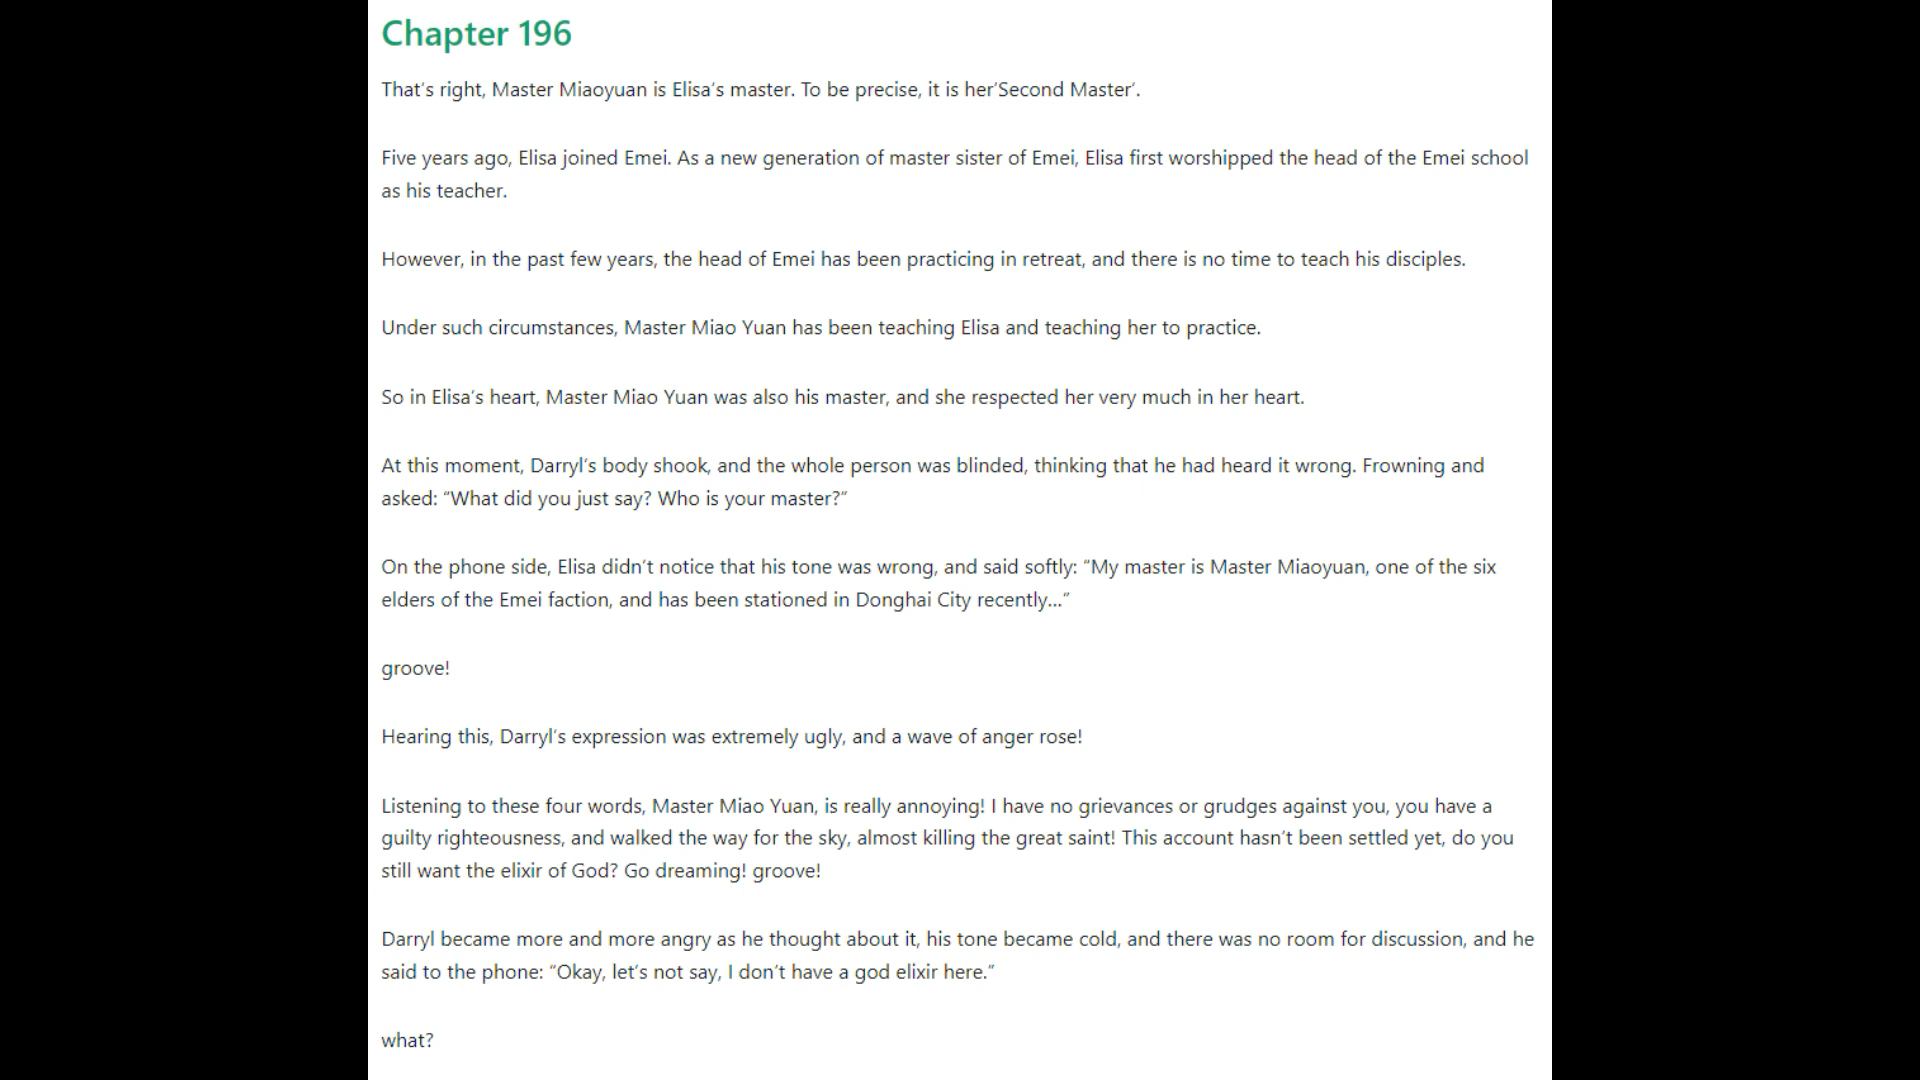 Chapter 196
That's right, Master Miaoyuan is Elisa's master. To be precise, it is her'Second Master'.
Five years ago, Elisa joined Emei. As a new generation of master sister of Emei, Elisa first worshipped the head of the Emei school
as his teacher.
However, in the past few years, the head of Emei has been practicing in retreat, and there is no time to teach his disciples.
Under such circumstances, Master Miao Yuan has been teaching Elisa and teaching her to practice.
So in Elisa's heart, Master Miao Yuan was also his master, and she respected her very much in her heart.
At this moment, Darryl's body shook, and the whole person was blinded, thinking that he had heard it wrong. Frowning and
asked: “What did you just say? Who is your master?”
On the phone side, Elisa didn't notice that his tone was wrong, and said softly: “My master is Master Miaoyuan, one of the six
elders of the Emei faction, and has been stationed in Donghai City recently...”
groove!
Hearing this, Darryl's expression was extremely ugly, and a wave of anger rose!
Listening to these four words, Master Miao Yuan, is really annoying! I have no grievances or grudges against you, you have a
guilty righteousness, and walked the way for the sky, almost killing the great saint! This account hasn't been settled yet, do you
still want the elixir of God? Go dreaming! groove!
Darryl became more and more angry as he thought about it, his tone became cold, and there was no room for discussion, and he
said to the phone: “Okay, let's not say, I don't have a god elixir here.”
what?